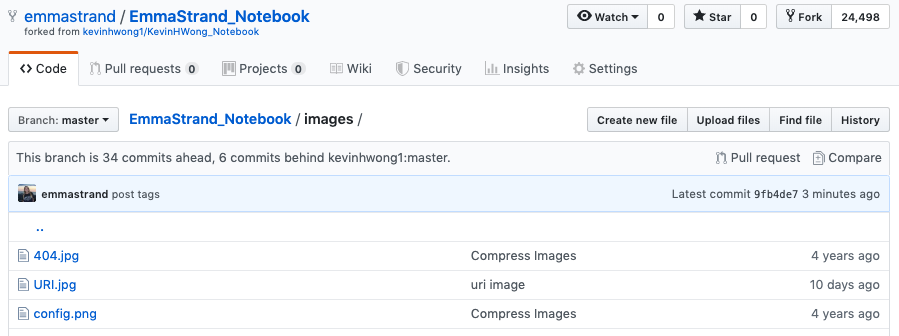 emmastrand / EmmaStrand_Notebook
forked from kevinhwong1/KevinHWong_Notebook
Watch 0 Star 0 Fork 24,498
Code Pull requests 0 Projects 0 Wiki Security Insights Settings
Branch: master EmmaStrand_Notebook / images / Create new file Upload files Find file History
This branch is 34 commits ahead, 6 commits behind kevinhwong1:master. Pull request Compare
emmastrand post tags Latest commit 9fb4de7 3 minutes ago
..
404.jpg Compress Images 4 years ago
URI.jpg uri image 10 days ago
config.png Compress Images 4 years ago